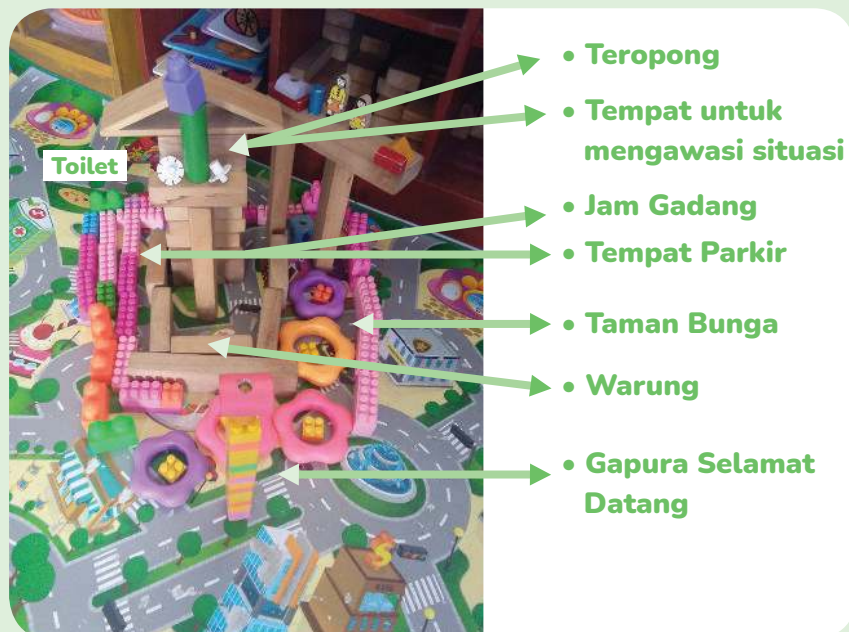 Toilet
• Teropong
• Tempat untuk
mengawasi situasi
• Jam Gadang
• Tempat Parkir
• Taman Bunga
• Warung
• Gapura Selamat
Datang